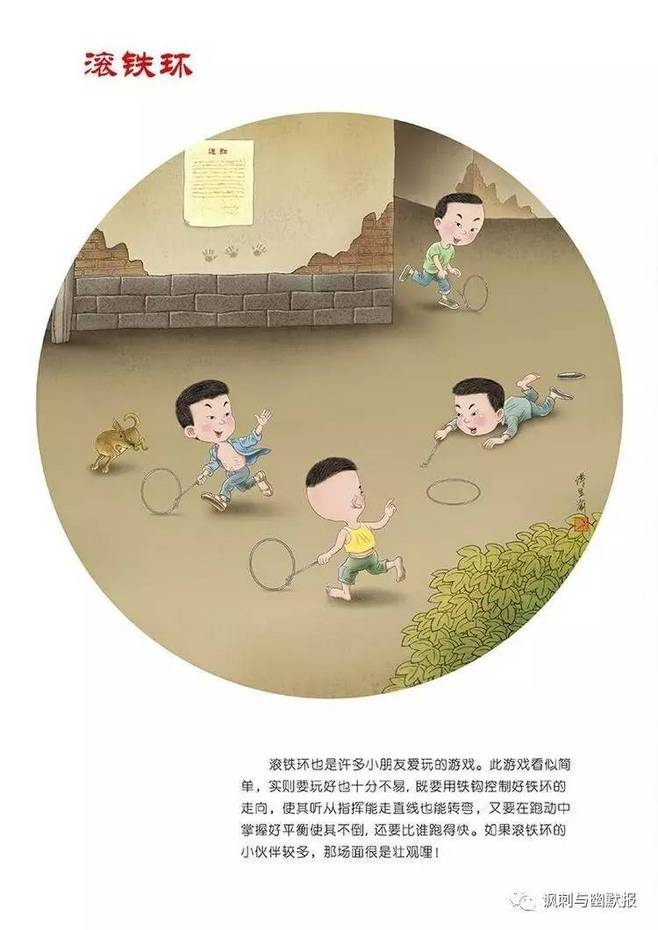 滚铁环
通知
滚铁环也是许多小朋友爱玩的游戏。此游戏看似简
单，实则要玩好也十分不易，既要用铁钩控制好铁环的
走向，使其听从指挥能走直线也能转弯，又要在跑动中
掌握好平衡使其不倒，还要比谁跑得快。如果滚铁环的
小伙伴较多，那场面很是壮观哩！
讽刺与幽默报